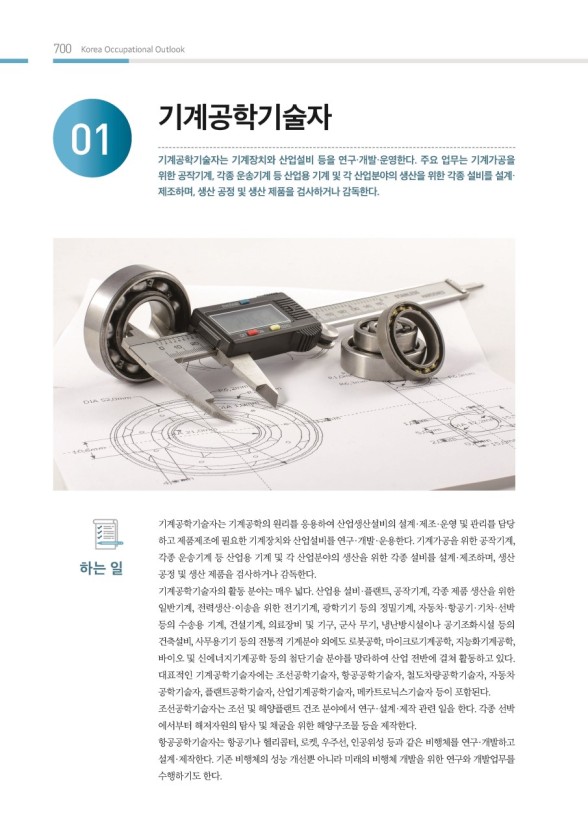 700 Korea Occupational Outlook
01
기계공학기술자
기계공학기술자는 기계장치와 산업설비 등을 연구·개발·운영한다. 주요 업무는 기계가공을
위한 공작기계, 각종 운송기계 등 산업용 기계 및 각 산업분야의 생산을 위한 각종 설비를 설계·
제조하며, 생산 공정 및 생산 제품을 검사하거나 감독한다.
DIA 52.0mm
하는 일
기계공학기술자는 기계공학의 원리를 응용하여 산업생산설비의 설계·제조·운영 및 관리를 담당
하고 제품제조에 필요한 기계장치와 산업설비를 연구·개발·운용한다. 기계가공을 위한 공작기계,
각종 운송기계 등 산업용 기계 및 각 산업분야의 생산을 위한 각종 설비를 설계·제조하며, 생산
공정 및 생산 제품을 검사하거나 감독한다.
기계공학기술자의 활동 분야는 매우 넓다. 산업용 설비·플랜트, 공작기계, 각종 제품 생산을 위한
일반기계, 전력생산·이송을 위한 전기기계, 광학기기 등의 정밀기계, 자동차·항공기·기차·선박
등의 수송용 기계, 건설기계, 의료장비 및 기구, 군사 무기, 냉난방시설이나 공기조화시설 등의
건축설비, 사무용기기 등의 전통적 기계분야 외에도 로봇공학, 마이크로기계공학, 지능화기계공학,
바이오 및 신에너지기계공학 등의 첨단기술 분야를 망라하여 산업 전반에 걸쳐 활동하고 있다.
대표적인 기계공학기술자에는 조선공학기술자, 항공공학기술자, 철도차량공학기술자, 자동차
공학기술자, 플랜트공학기술자, 산업기계공학기술자, 메카트로닉스기술자 등이 포함된다.
조선공학기술자는 조선 및 해양플랜트 건조 분야에서 연구·설계·제작 관련 일을 한다. 각종 선박
에서부터 해저자원의 탐사 및 채굴을 위한 해양구조물 등을 제작한다.
항공공학기술자는 항공기나 헬리콥터, 로켓, 우주선, 인공위성 등과 같은 비행체를 연구·개발하고
설계·제작한다. 기존 비행체의 성능 개선뿐 아니라 미래의 비행체 개발을 위한 연구와 개발업무를
수행하기도 한다.